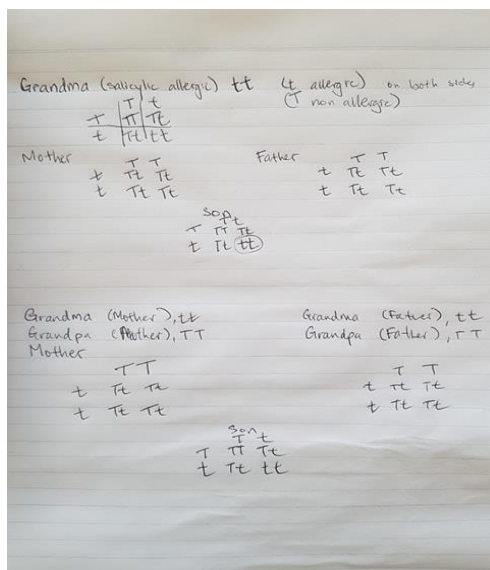 Grandma (salicylic allergic) tt (t allergic) on both sides
(T non allergic)
T t
T TT Tt
t Tt tt
Mother
T T
t Tt Tt
t Tt Tt
Father
T T
t Tt Tt
t Tt Tt
Son
T t
T TT Tt
t Tt tt
Grandma (Mother), tt
Grandpa (Mother), TT
Mother
T T
t Tt Tt
t Tt Tt
Grandma (Father), tt
Grandpa (Father), TT
T T
t Tt Tt
t Tt Tt
Son
T t
T TT Tt
t Tt tt